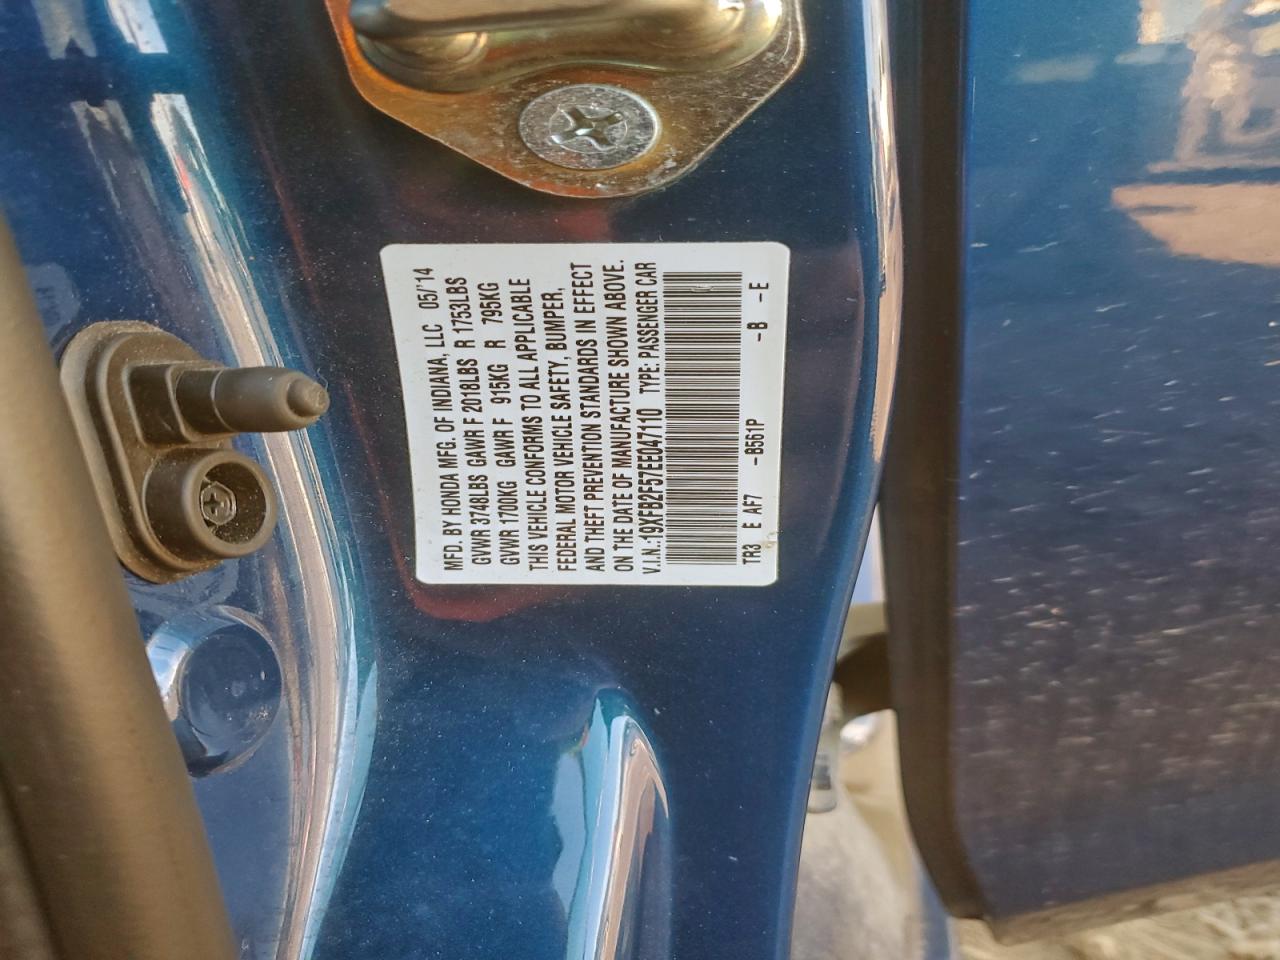 MFD. BY HONDA MFG. OF INDIANA, LLC 05/'14
GVWR 3748LBS GAWR F 2018LBS R 1753LBS
GVWR 1700KG GAWR F 915KG R 795KG
THIS VEHICLE CONFORMS TO ALL APPLICABLE
FEDERAL MOTOR VEHICLE SAFETY, BUMPER,
AND THEFT PREVENTION STANDARDS IN EFFECT
ON THE DATE OF MANUFACTURE SHOWN ABOVE.
V.I.N.:19XFB2F57EE047110 TYPE: PASSENGER CAR
TR3 E AF7 -B561P -B -E